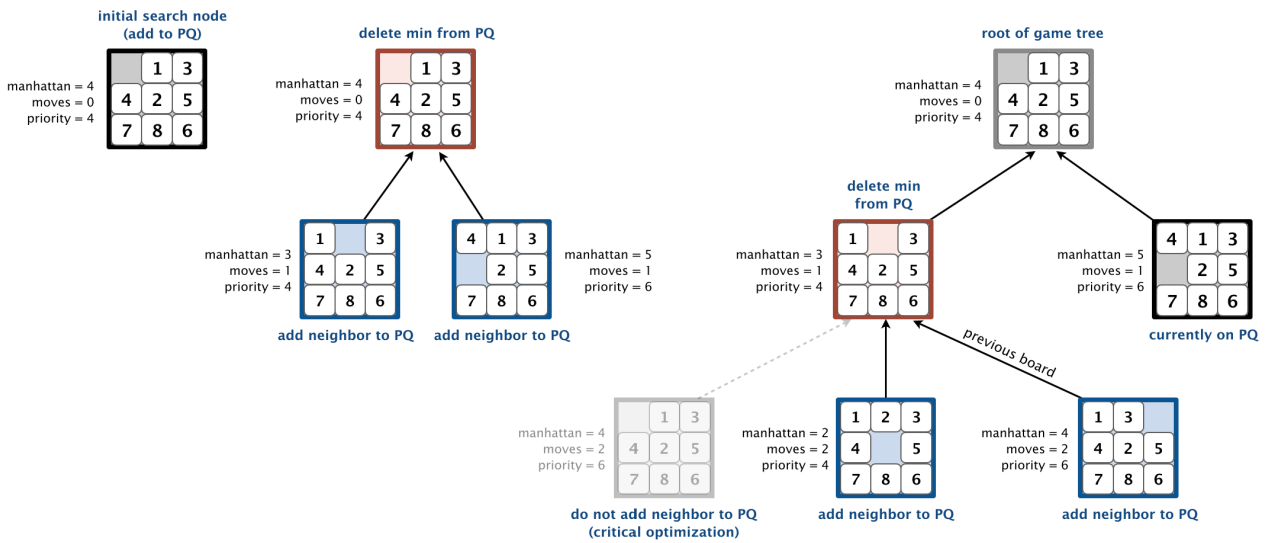 initial search node
(add to PQ)
manhattan = 4
moves = 0
priority = 4
1 3
4 2 5
7 8 6
delete min from PQ
manhattan = 4
moves = 0
priority = 4
1 3
4 2 5
7 8 6
manhattan = 3
moves = 1
priority = 4
1 3
4 2 5
7 8 6
add neighbor to PQ
4 1 3
2 5
7 8 6
manhattan = 5
moves = 1
priority = 6
add neighbor to PQ
root of game tree
manhattan = 4
moves = 0
priority = 4
1 3
4 2 5
7 8 6
delete min
from PQ
manhattan = 3
moves = 1
priority = 4
1 3
4 2 5
7 8 6
manhattan = 5
moves = 1
priority = 6
4 1 3
2 5
7 8 6
currently on PQ
previous board
manhattan = 4
moves = 2
priority = 6
1 3
4 2 5
7 8 6
do not add neighbor to PQ
(critical optimization)
manhattan = 2
moves = 2
priority = 4
1 2 3
4 5
7 8 6
add neighbor to PQ
manhattan = 4
moves = 2
priority = 6
1 3
4 2 5
7 8 6
add neighbor to PQ